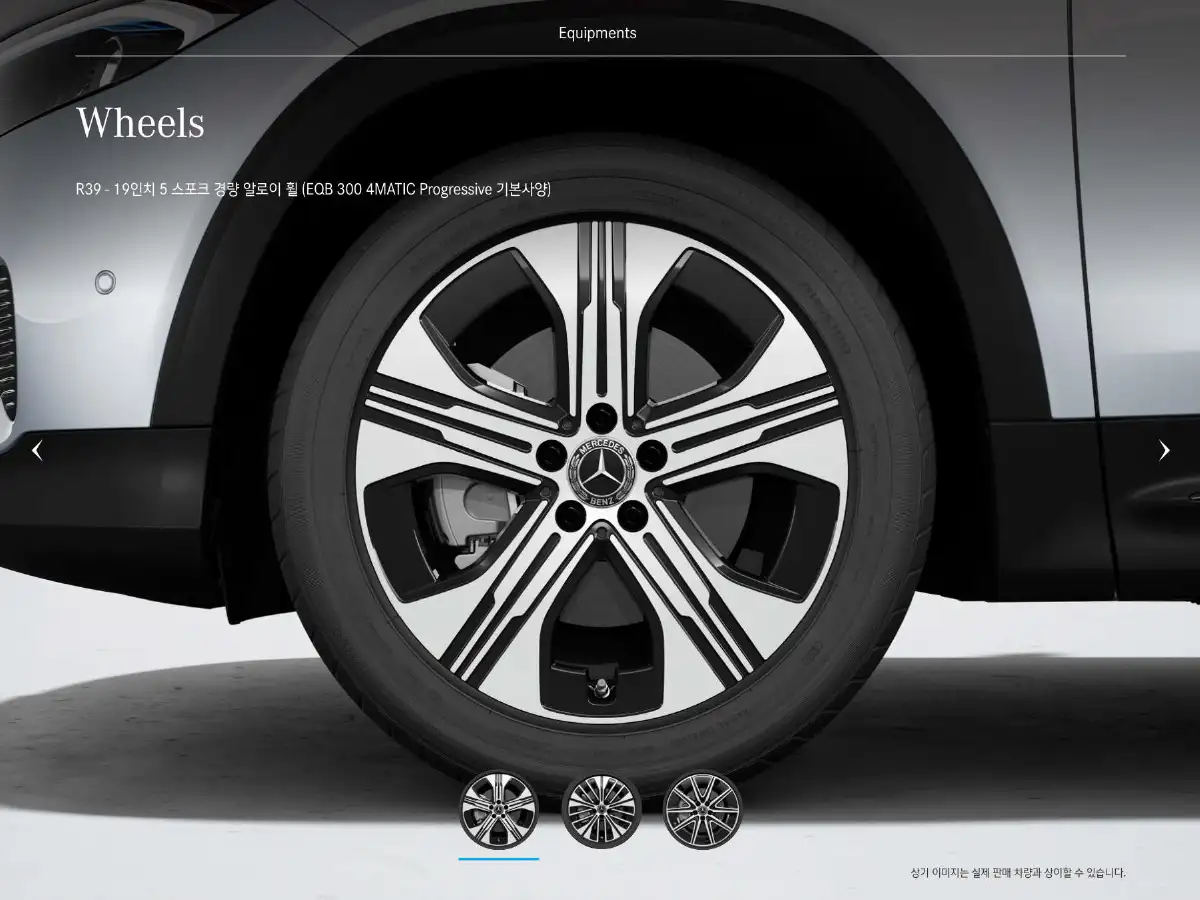 Equipments
Wheels
R39 - 19인치 5 스포크 경량 알로이 휠 (EQB 300 4MATIC Progressive 기본사양)
MERCEDES
BENZ
상기 이미지는 실제 판매 차량과 상이할 수 있습니다.